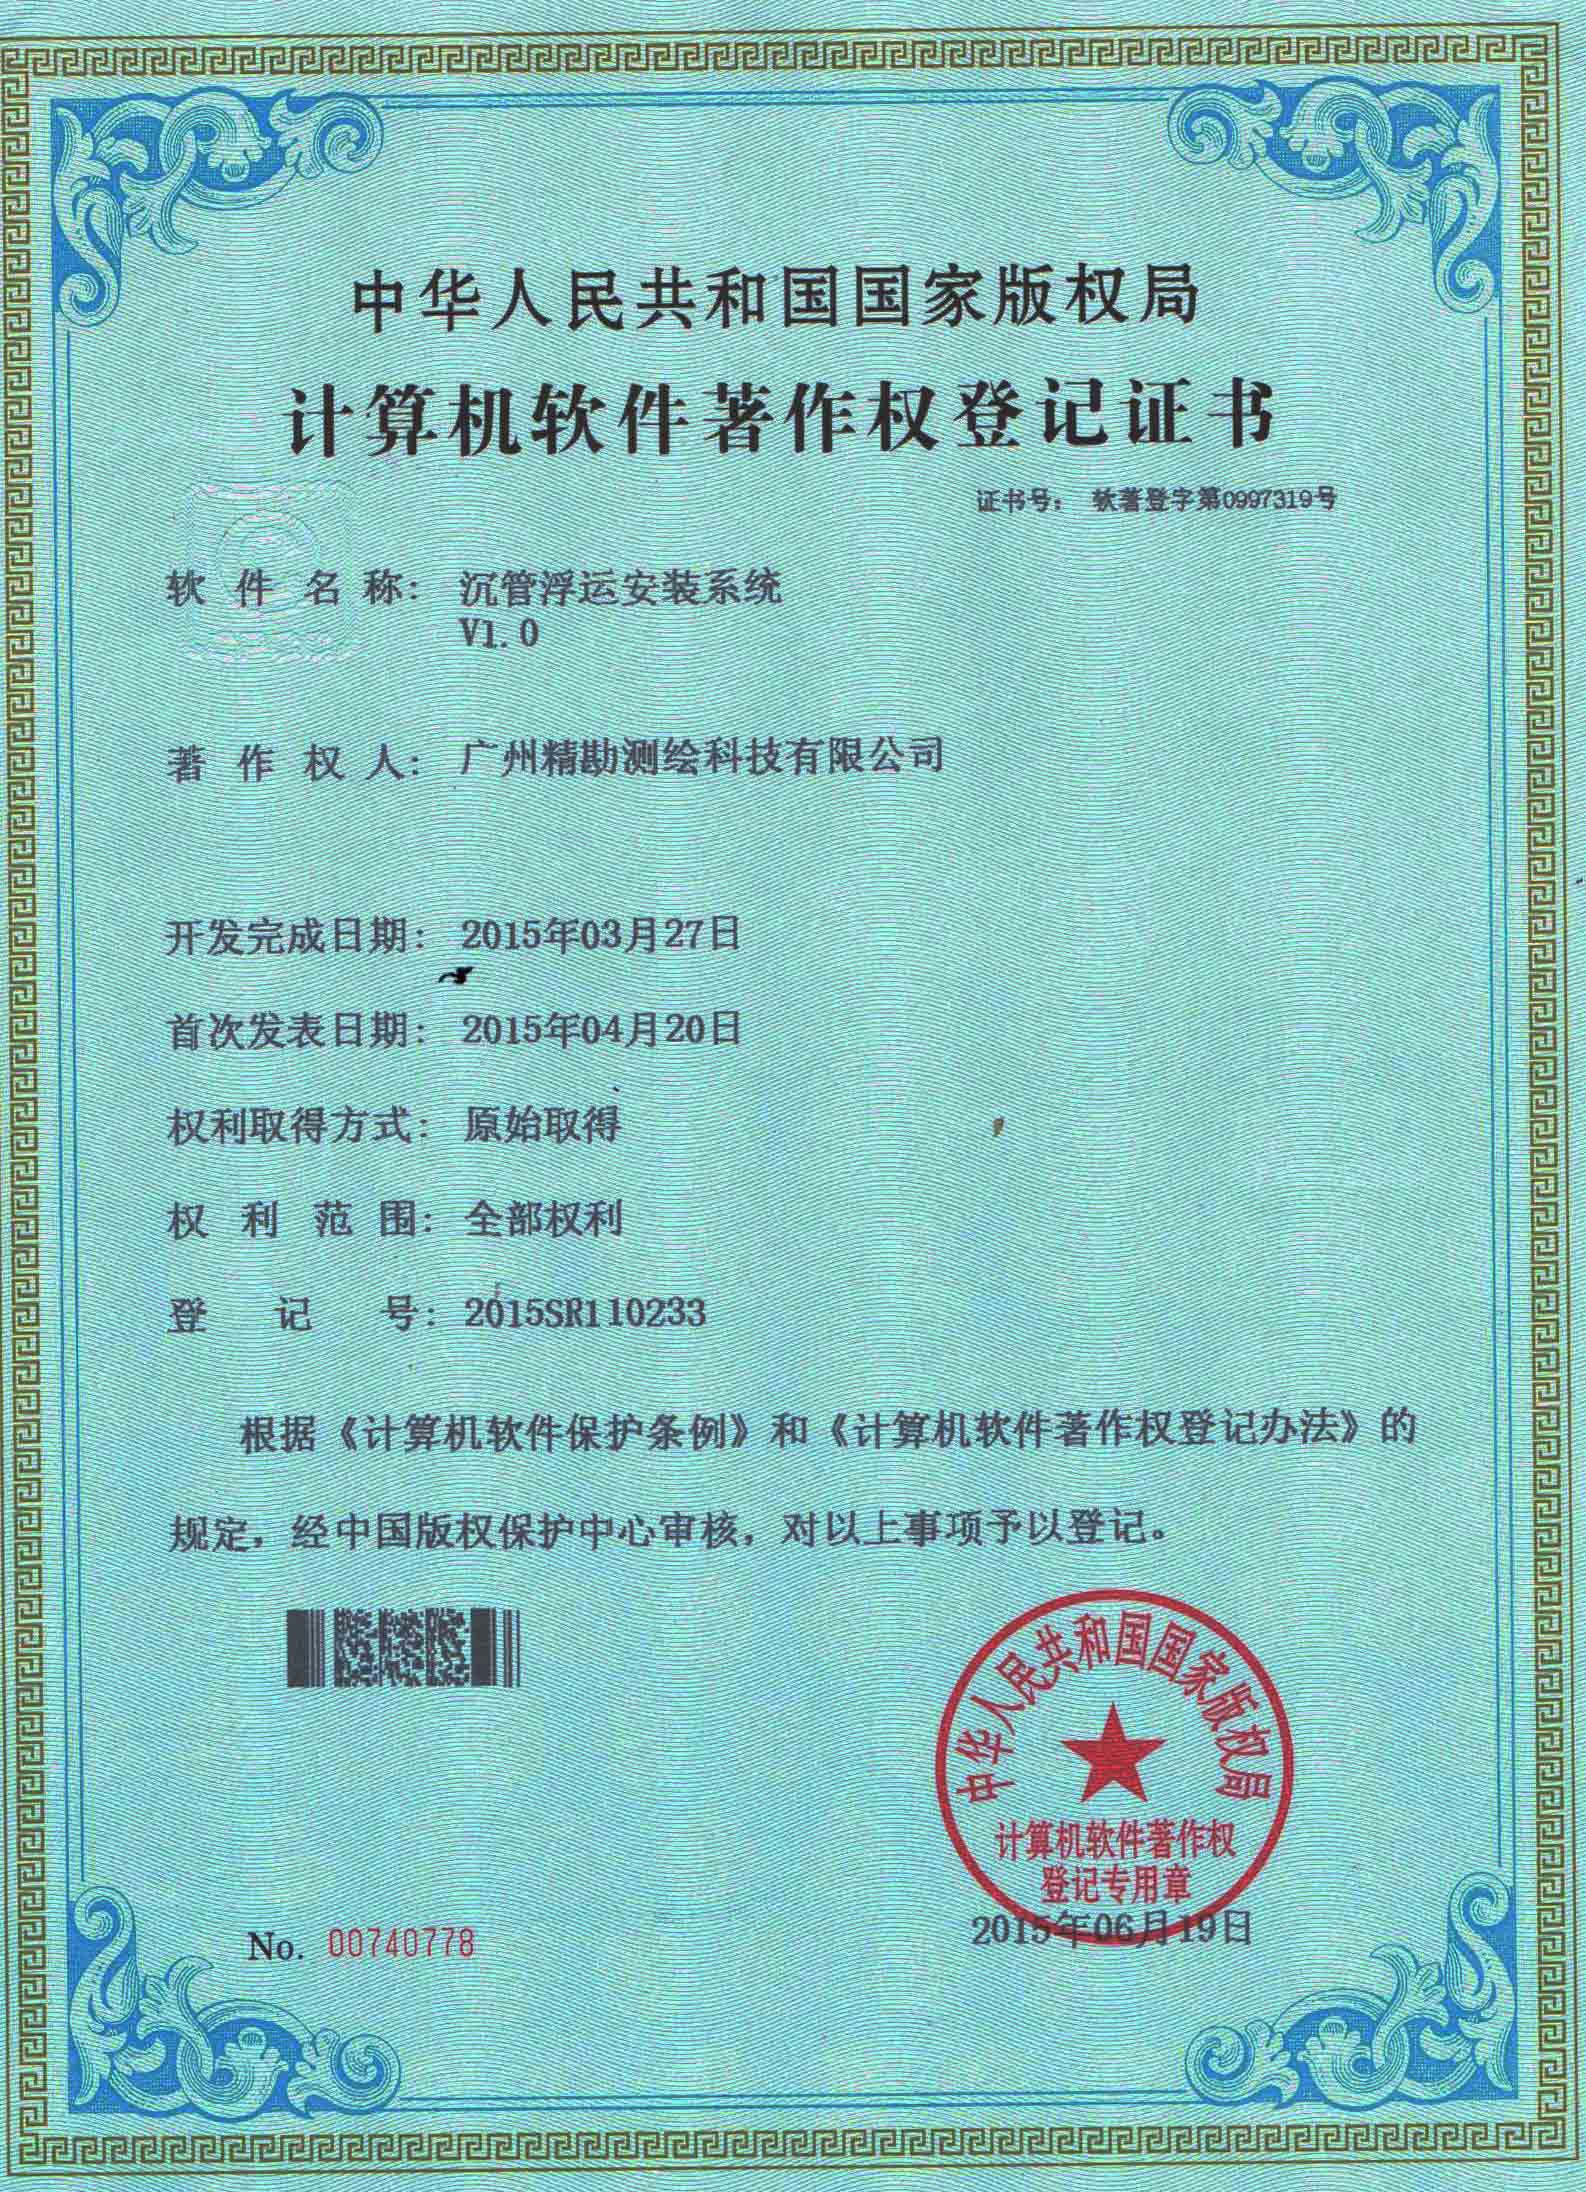 中华人民共和国国家版权局
计算机软件著作权登记证书
证书号： 软著登字第0997319号
软件名称： 沉管浮运安装系统
V1.0
著作权人： 广州精勘测绘科技有限公司
开发完成日期： 2015年03月27日
首次发表日期： 2015年04月20日
权利取得方式： 原始取得
权利范围： 全部权利
登记号： 2015SR110233
根据《计算机软件保护条例》和《计算机软件著作权登记办法》的
规定，经中国版权保护中心审核，对以上事项予以登记。
中华人民共和国国家版权局
计算机软件著作权
登记专用章
2015年06月19日
No. 00740778